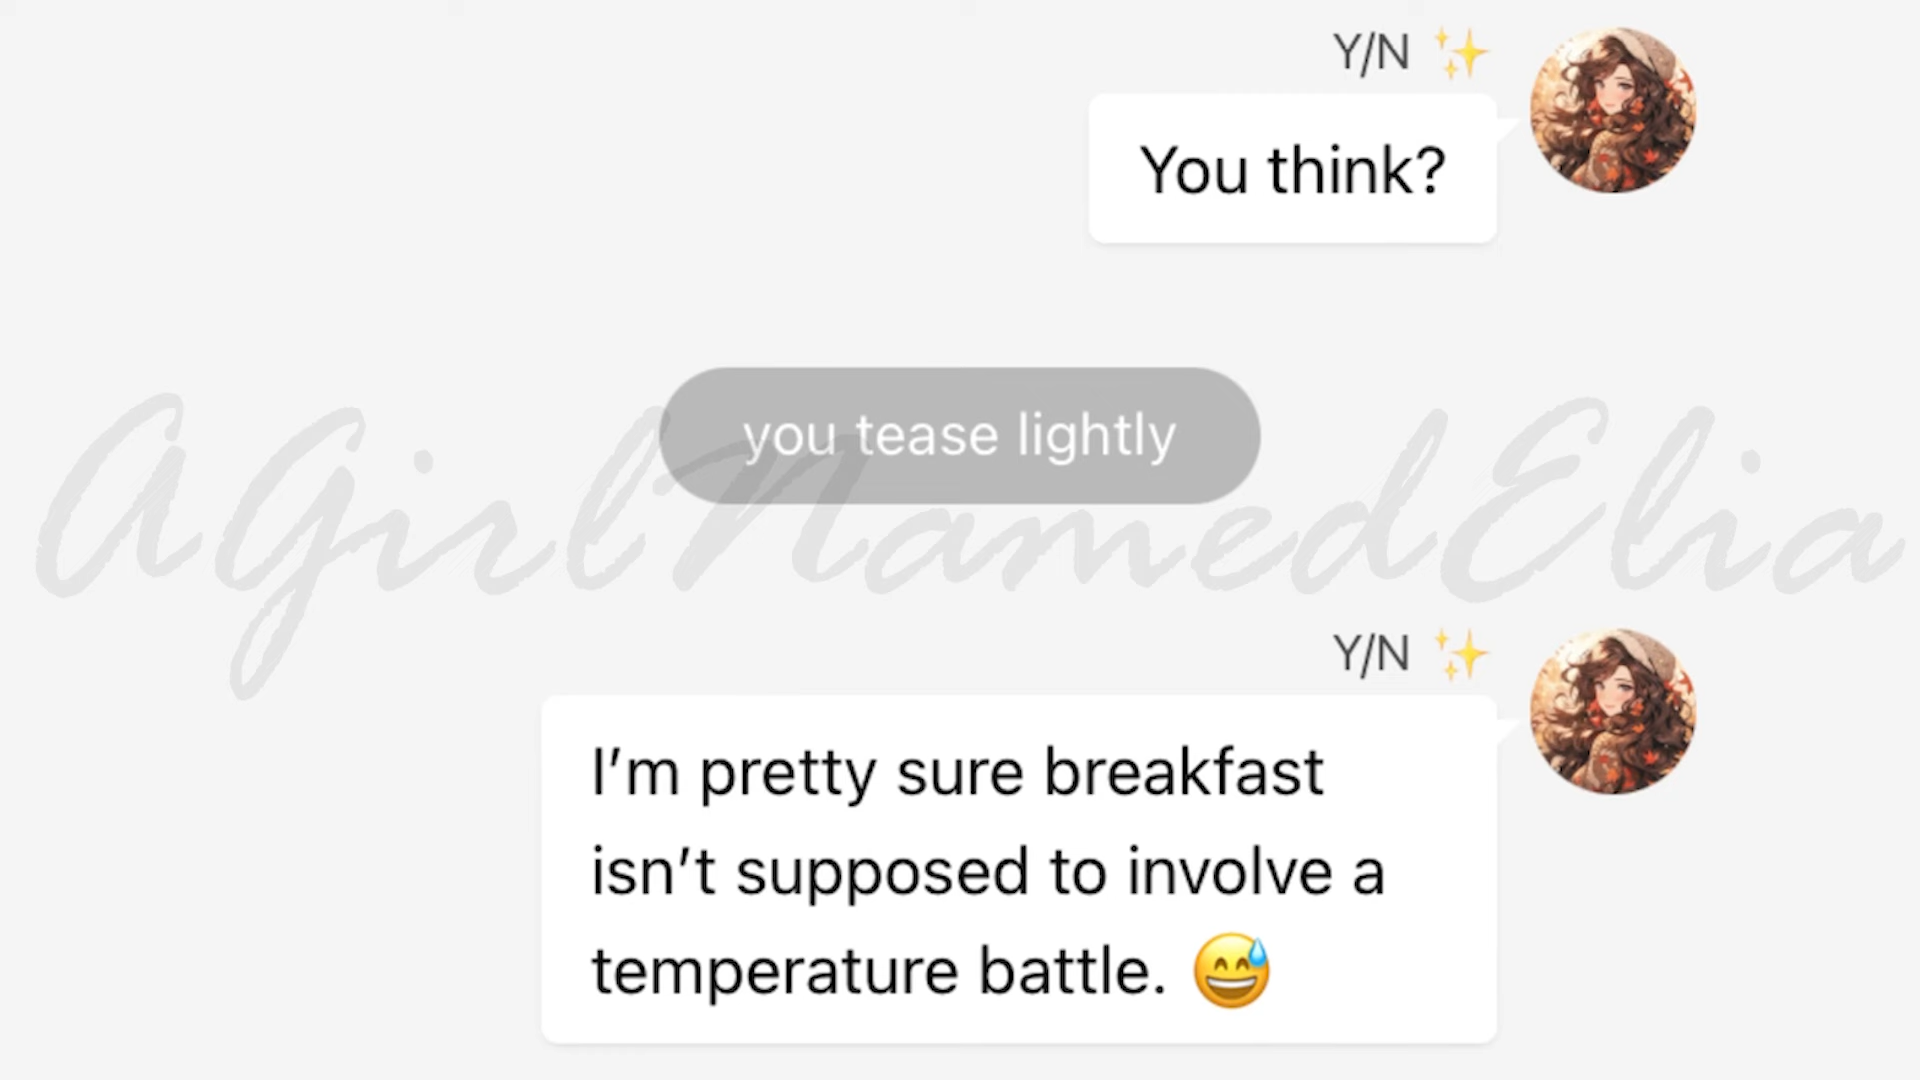 Y/N ✨
You think?
you tease lightly
AGirlNamedElia
Y/N ✨
I’m pretty sure breakfast
isn’t supposed to involve a
temperature battle. 😅